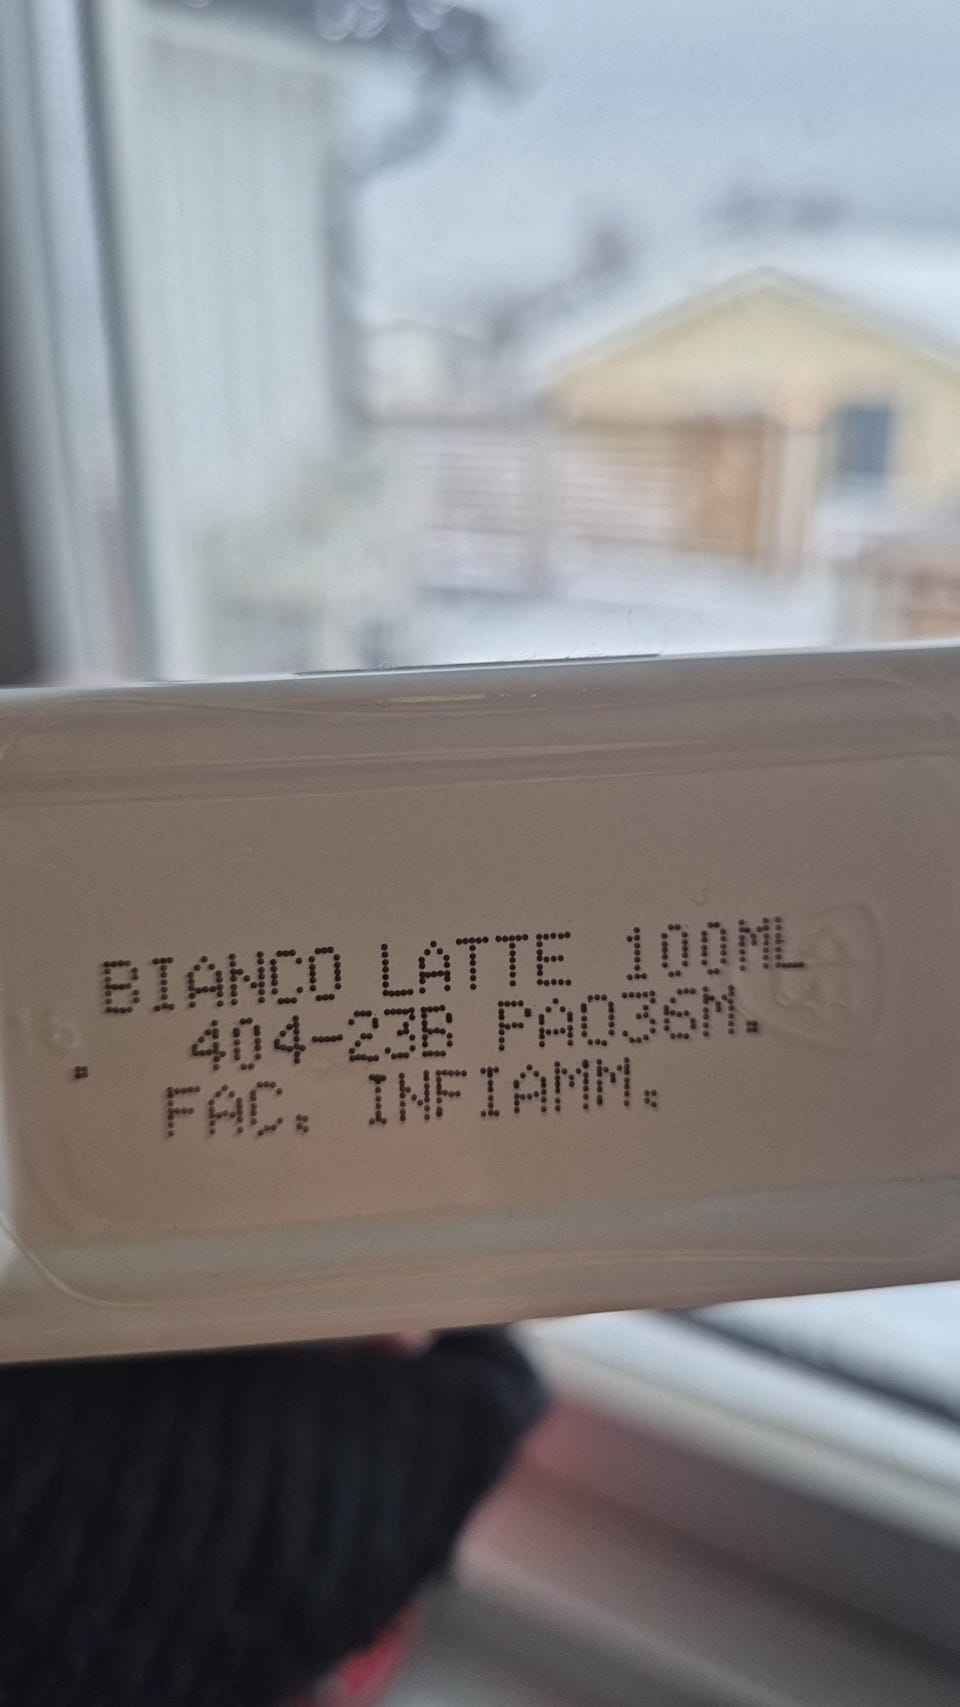 BIANCO LATTE 100ML
. 404-23B PA036M.
FAC. INFIAMM.